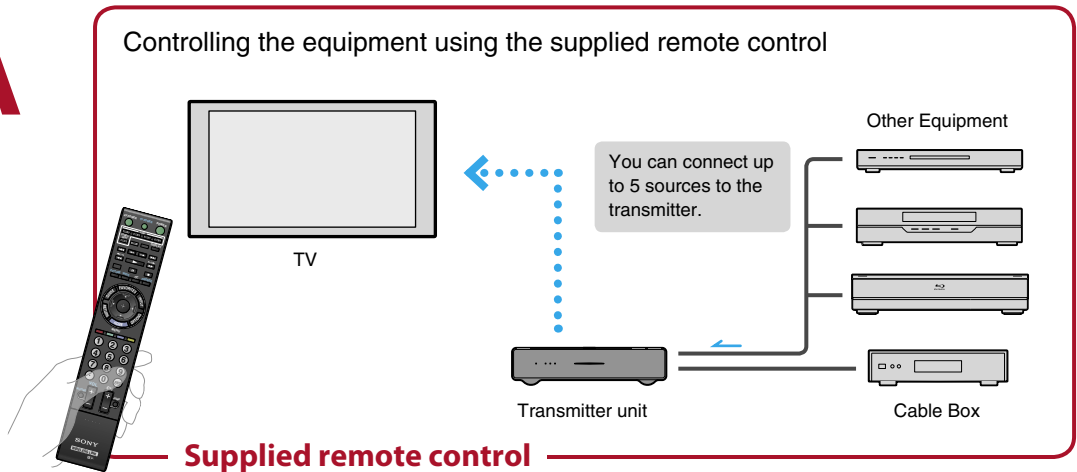 A
Controlling the equipment using the supplied remote control
Other Equipment
You can connect up
to 5 sources to the
transmitter.
TV
Transmitter unit
Cable Box
SONY
Supplied remote control